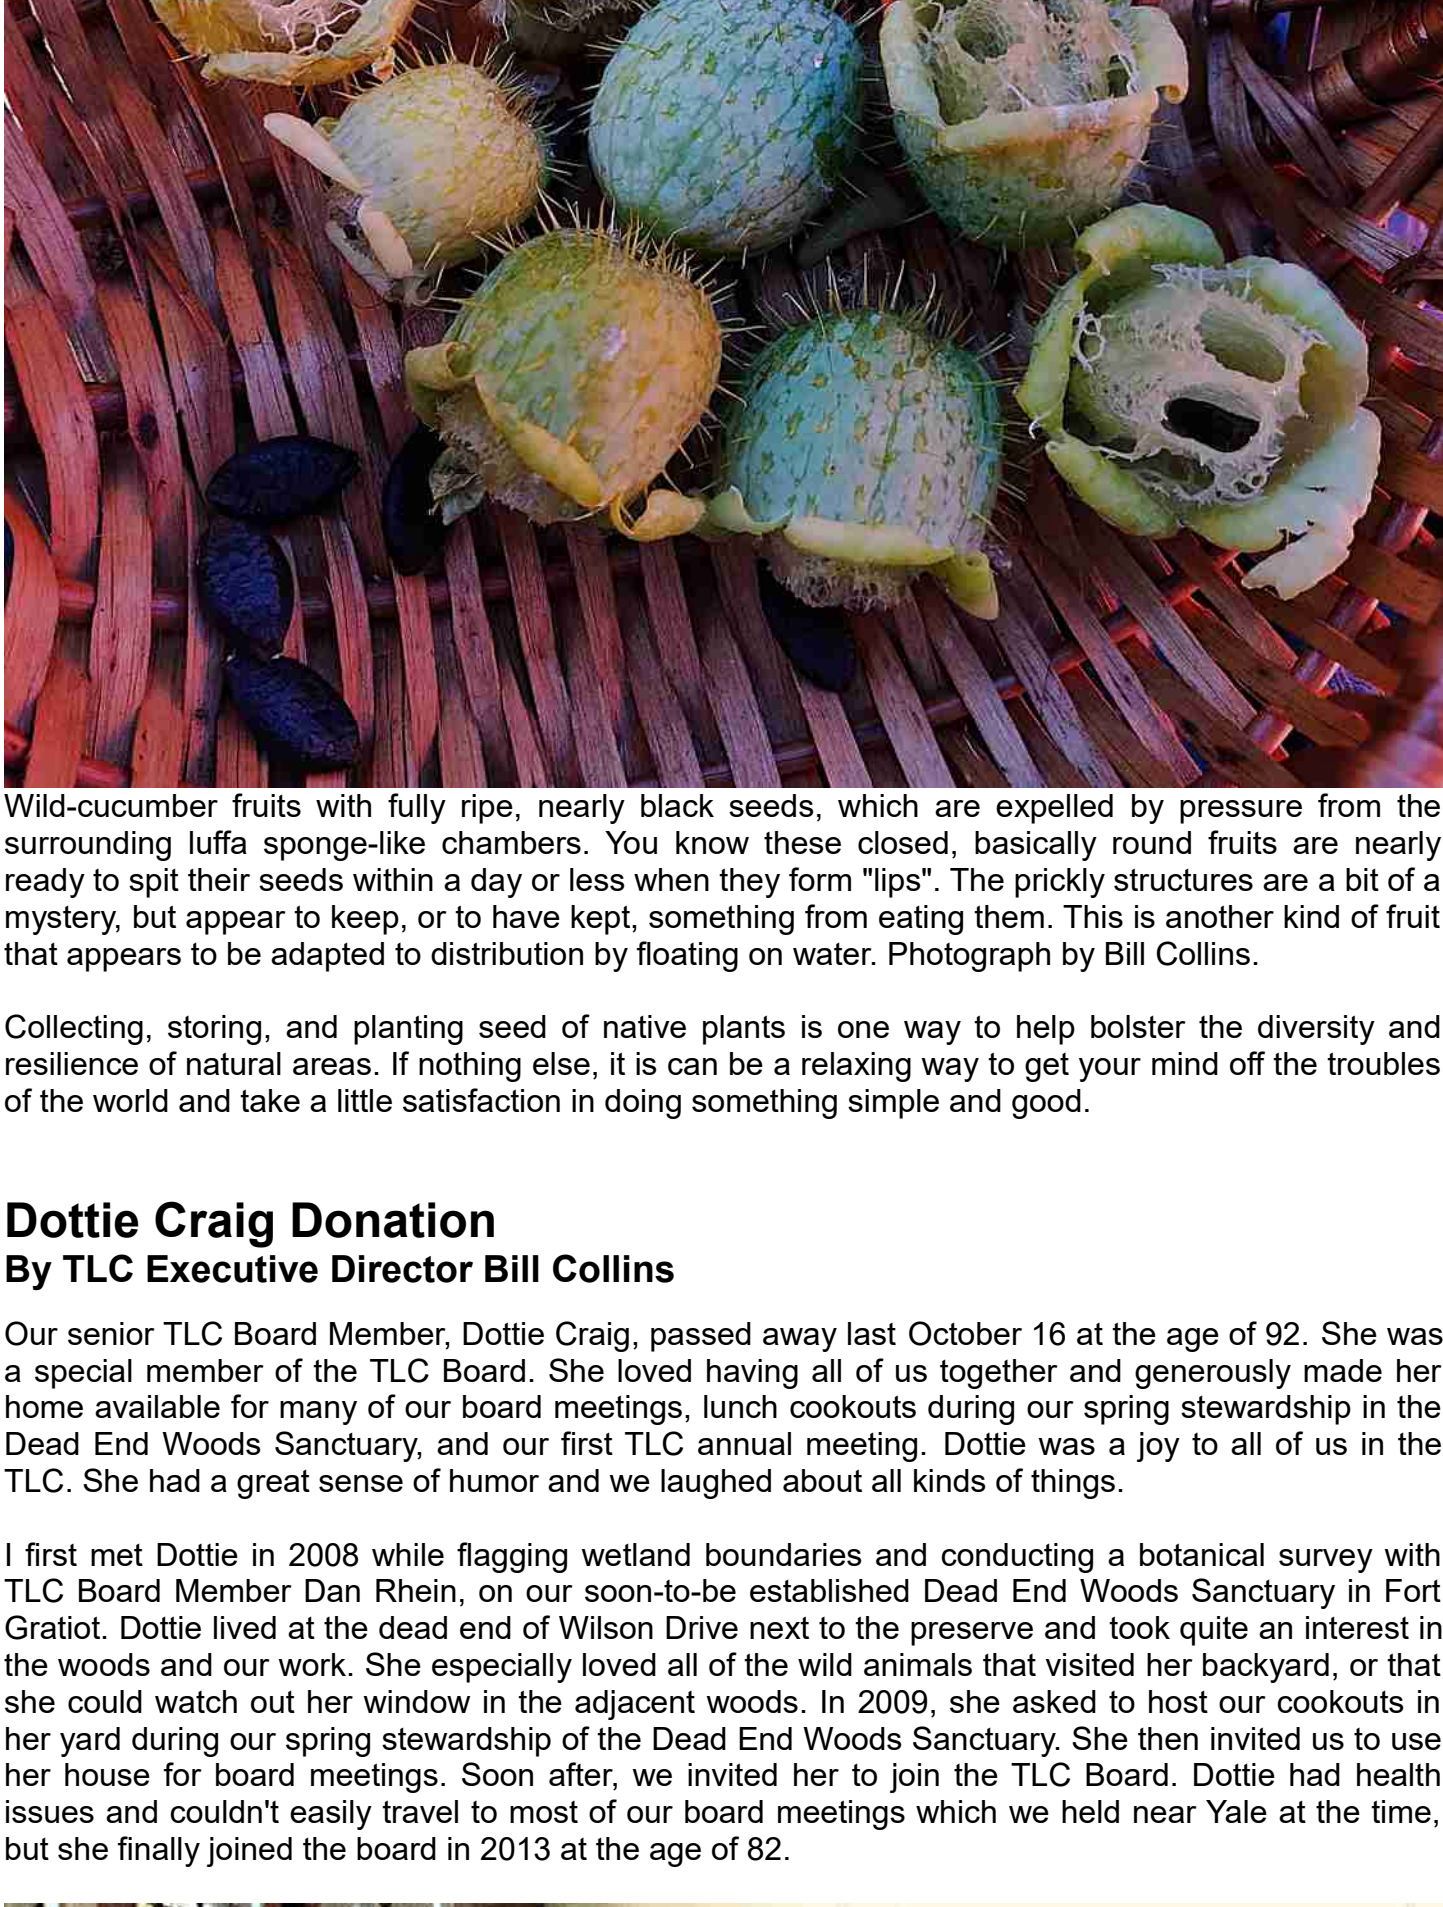 Wild-cucumber fruits with fully ripe, nearly black seeds, which are expelled by pressure from the
surrounding luffa sponge-like chambers. You know these closed, basically round fruits are nearly
ready to spit their seeds within a day or less when they form "lips". The prickly structures are a bit of a
mystery, but appear to keep, or to have kept, something from eating them. This is another kind of fruit
that appears to be adapted to distribution by floating on water. Photograph by Bill Collins.
Collecting, storing, and planting seed of native plants is one way to help bolster the diversity and
resilience of natural areas. If nothing else, it is can be a relaxing way to get your mind off the troubles
of the world and take a little satisfaction in doing something simple and good.
Dottie Craig Donation
By TLC Executive Director Bill Collins
Our senior TLC Board Member, Dottie Craig, passed away last October 16 at the age of 92. She was
a special member of the TLC Board. She loved having all of us together and generously made her
home available for many of our board meetings, lunch cookouts during our spring stewardship in the
Dead End Woods Sanctuary, and our first TLC annual meeting. Dottie was a joy to all of us in the
TLC. She had a great sense of humor and we laughed about all kinds of things.
I first met Dottie in 2008 while flagging wetland boundaries and conducting a botanical survey with
TLC Board Member Dan Rhein, on our soon-to-be established Dead End Woods Sanctuary in Fort
Gratiot. Dottie lived at the dead end of Wilson Drive next to the preserve and took quite an interest in
the woods and our work. She especially loved all of the wild animals that visited her backyard, or that
she could watch out her window in the adjacent woods. In 2009, she asked to host our cookouts in
her yard during our spring stewardship of the Dead End Woods Sanctuary. She then invited us to use
her house for board meetings. Soon after, we invited her to join the TLC Board. Dottie had health
issues and couldn't easily travel to most of our board meetings which we held near Yale at the time,
but she finally joined the board in 2013 at the age of 82.